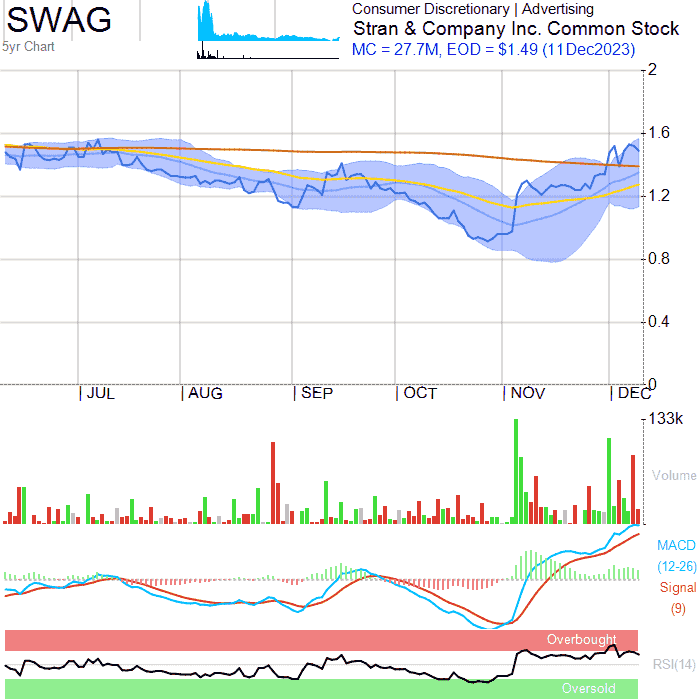 SWAG
5yr Chart
Consumer Discretionary | Advertising
Stran & Company Inc. Common Stock
MC = 27.7M, EOD = $1.49 (11Dec2023)
2
1.6
1.2
0.8
0.4
0
| JUL | AUG | SEP | OCT | NOV | DEC
133k
Volume
MACD
(12-26)
Signal
(9)
Overbought
RSI(14)
Oversold